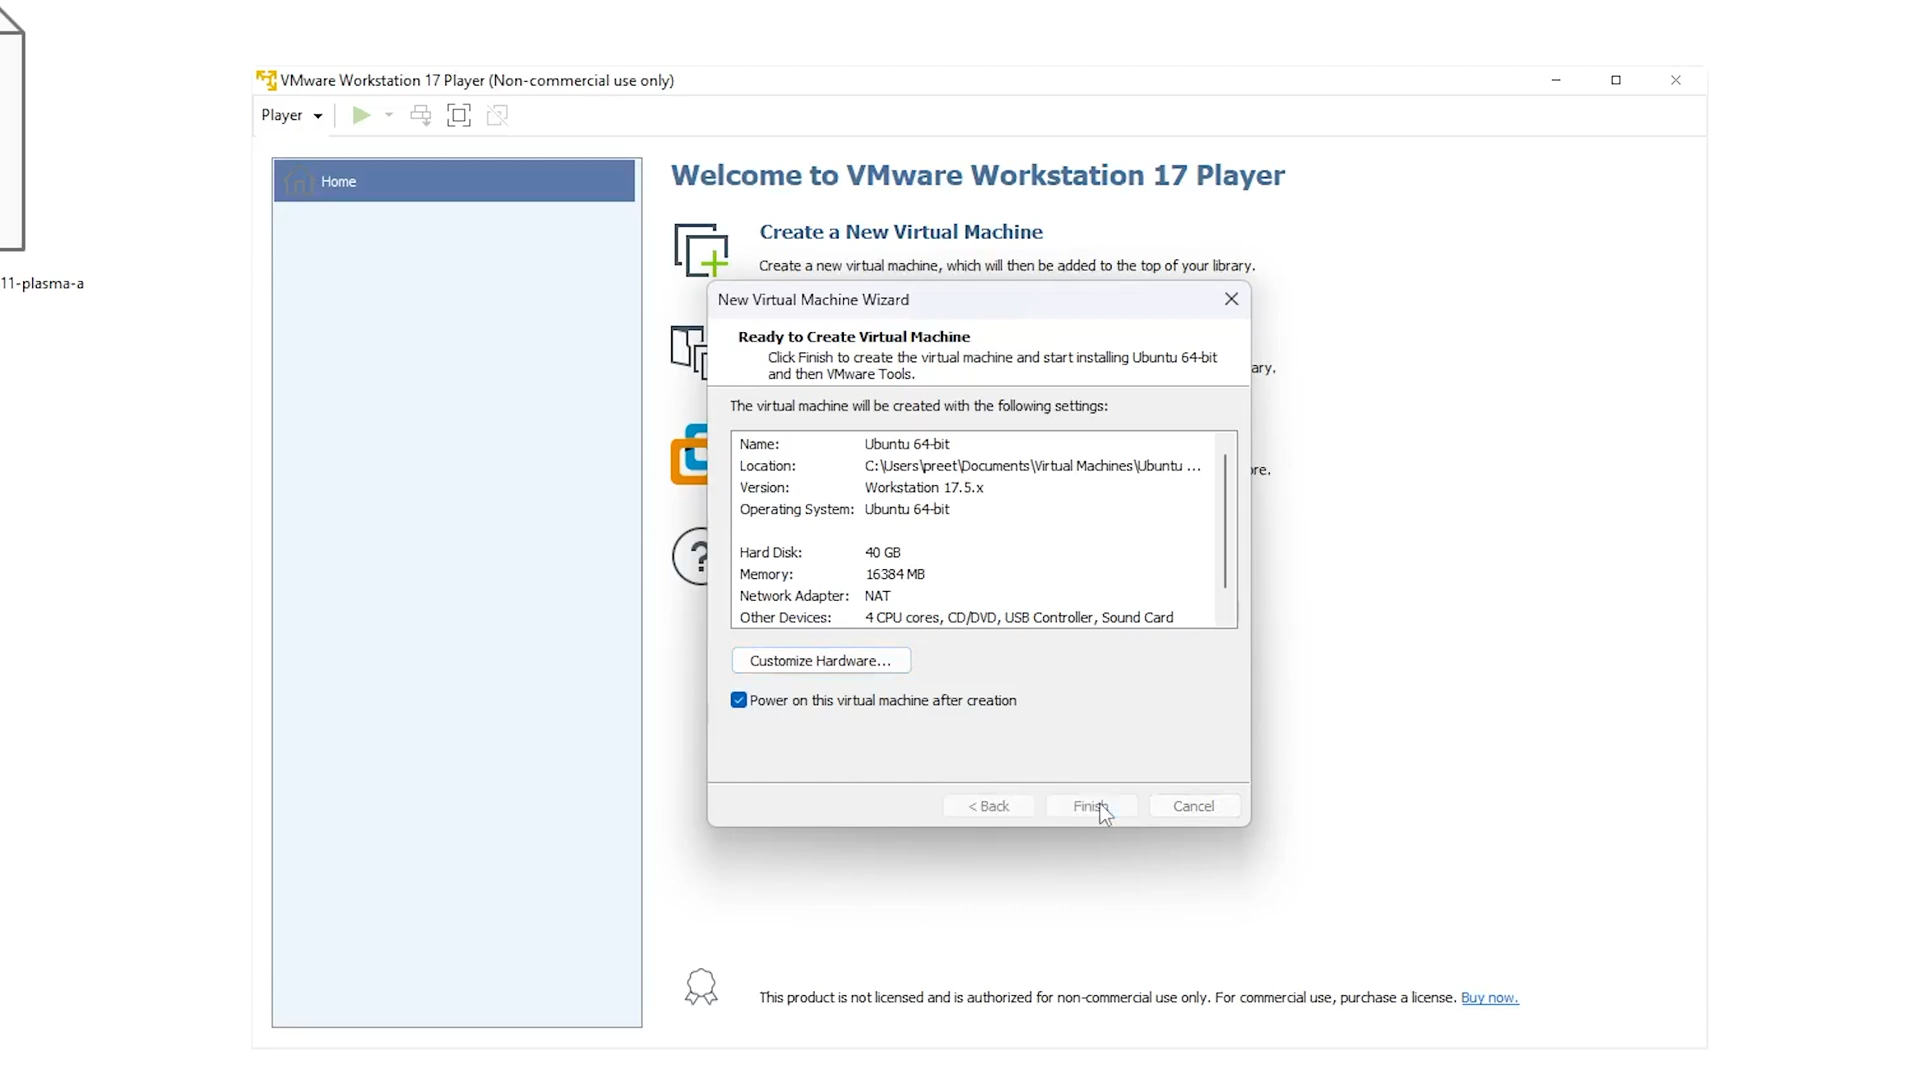 VMware Workstation 17 Player (Non-commercial use only)
Player
Home
Welcome to VMware Workstation 17 Player
Create a New Virtual Machine
Create a new virtual machine, which will then be added to the top of your library.
11-plasma-a
New Virtual Machine Wizard
Ready to Create Virtual Machine
Click Finish to create the virtual machine and start installing Ubuntu 64-bit
and then VMware Tools.
ary.
The virtual machine will be created with the following settings:
Name: Ubuntu 64-bit
Location: C:\Users\preet\Documents\Virtual Machines\Ubuntu ...
ore.
Version: Workstation 17.5.x
Operating System: Ubuntu 64-bit
Hard Disk: 40 GB
Memory: 16384 MB
Network Adapter: NAT
Other Devices: 4 CPU cores, CD/DVD, USB Controller, Sound Card
Customize Hardware...
Power on this virtual machine after creation
< Back Finish Cancel
This product is not licensed and is authorized for non-commercial use only. For commercial use, purchase a license. Buy now.